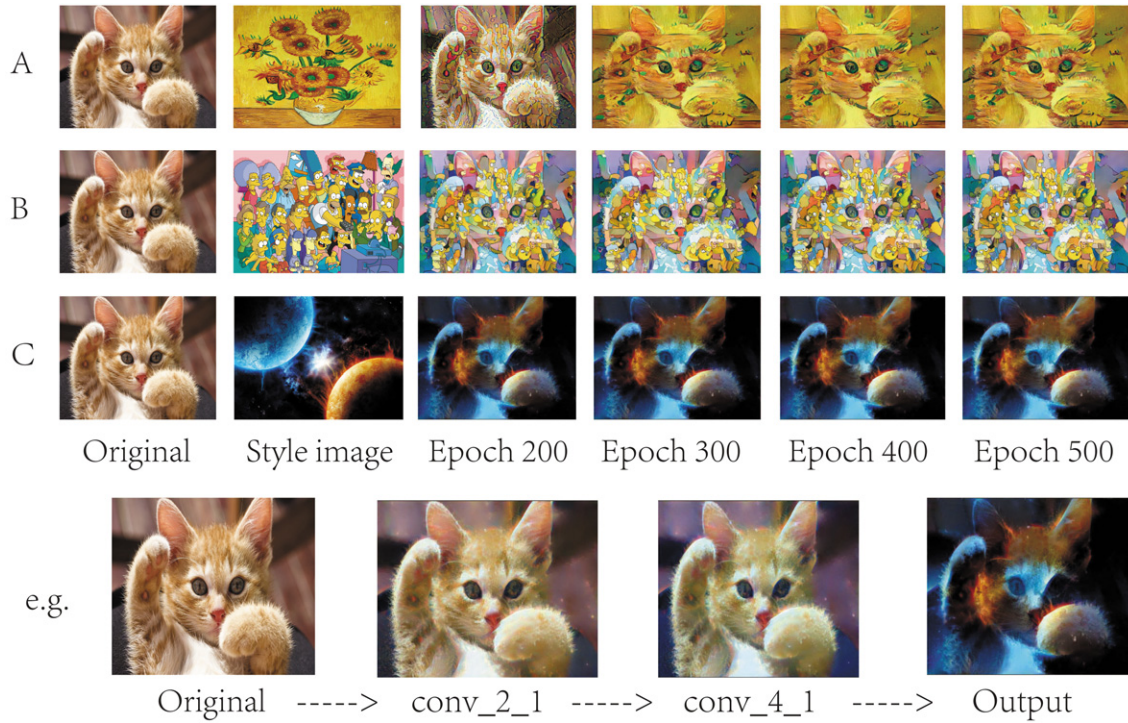 A
B
C
Original Style image Epoch 200 Epoch 300 Epoch 400 Epoch 500
e.g.
Original -----> conv_2_1 -----> conv_4_1 -----> Output